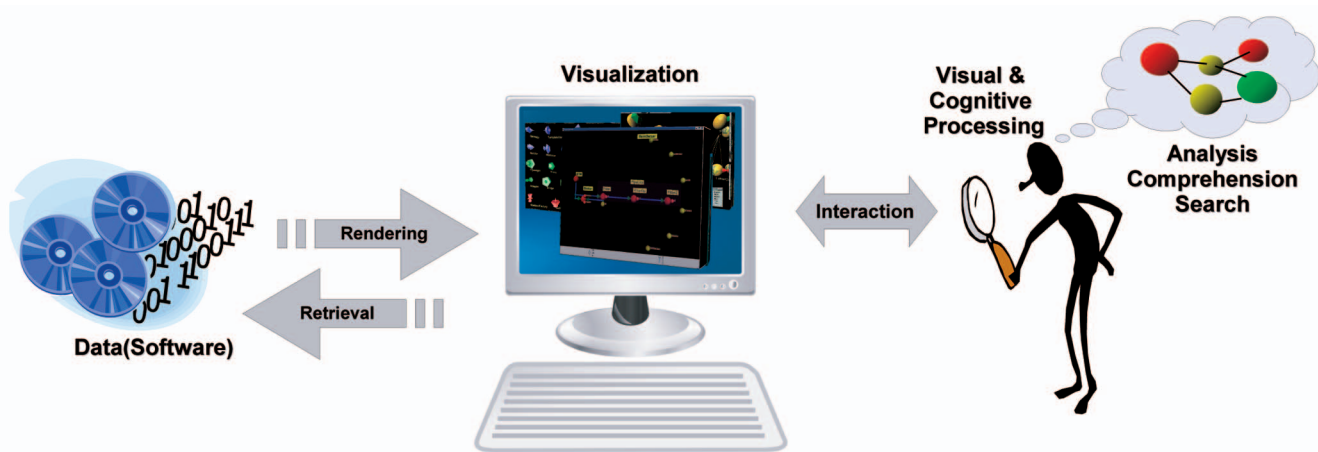 Visualization
Visual &
Cognitive
Processing
Analysis
Comprehension
Search
Rendering
Interaction
Retrieval
Data(Software)